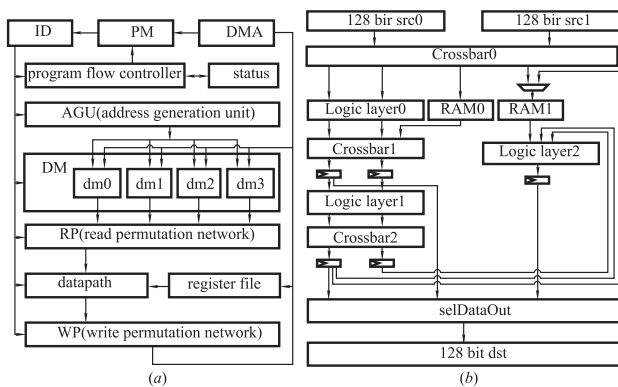 ID
PM
DMA
program flow controller
status
AGU(address generation unit)
DM
dm0
dm1
dm2
dm3
RP(read permutation network)
datapath
register file
WP(write permutation network)
(a)
128 bir src0
128 bir src1
Crossbar0
Logic layer0
RAM0
RAM1
Crossbar1
Logic layer2
Logic layer1
Crossbar2
selDataOut
128 bit dst
(b)